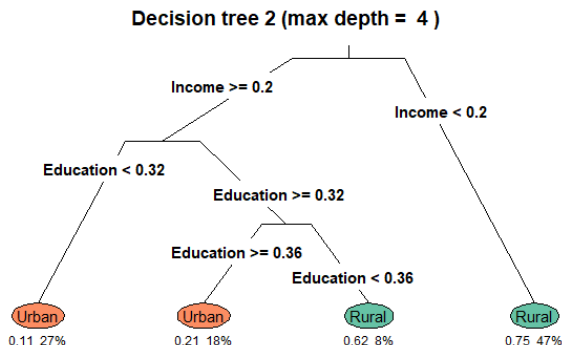 Decision tree 2 (max depth = 4 )
Income >= 0.2
Income < 0.2
Education < 0.32
Education >= 0.32
Education >= 0.36
Education < 0.36
Urban
Urban
Rural
Rural
0.11 27%
0.21 18%
0.62 8%
0.75 47%